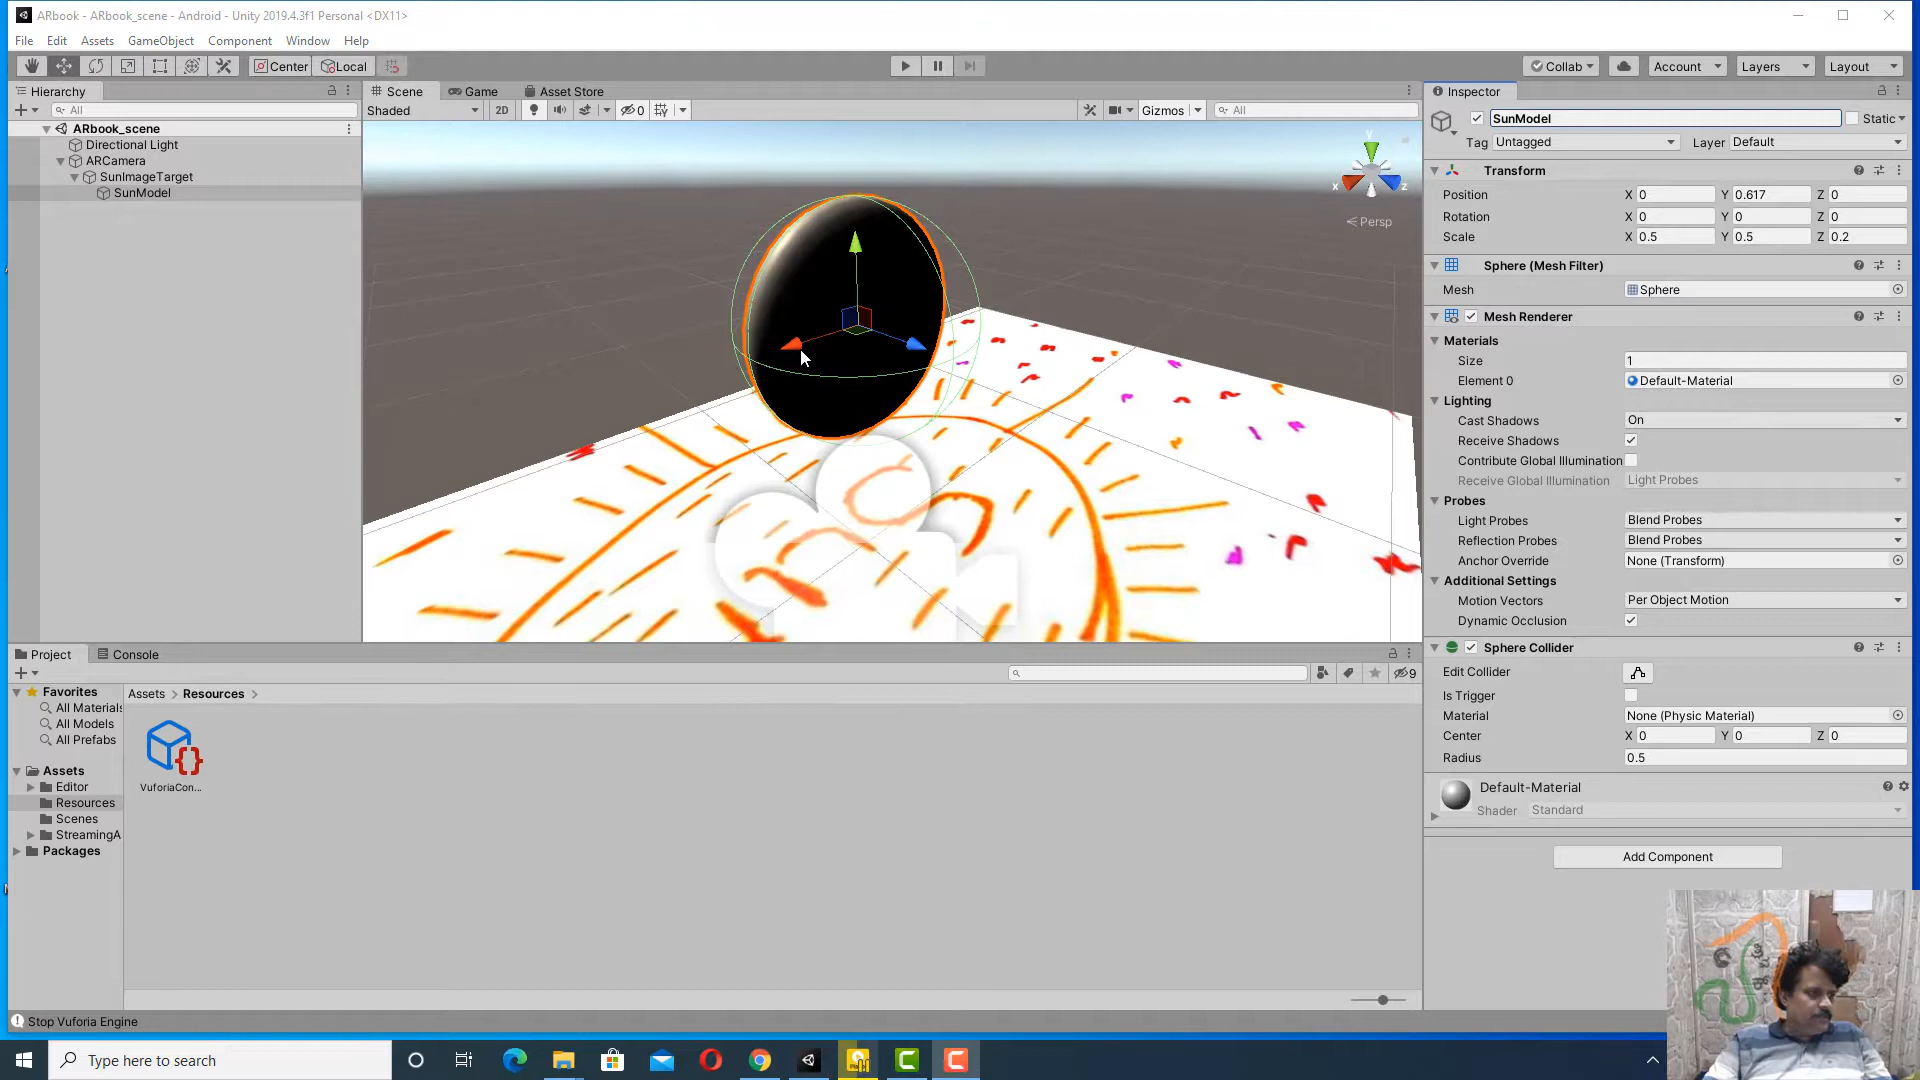 ARbook - ARbook_scene - Android - Unity 2019.4.3f1 Personal <DX11>
File Edit Assets GameObject Component Window Help
Center Local Collab Account Layers Layout
Hierarchy
All
ARbook_scene
Directional Light
ARCamera
SunImageTarget
SunModel
Scene Game Asset Store
Shaded 2D 0 Gizmos All
y
x z
Persp
Inspector
SunModel Static
Tag Untagged Layer Default
Transform
Position X 0 Y 0.617 Z 0
Rotation X 0 Y 0 Z 0
Scale X 0.5 Y 0.5 Z 0.2
Sphere (Mesh Filter)
Mesh Sphere
Mesh Renderer
Materials
Size 1
Element 0 Default-Material
Lighting
Cast Shadows On
Receive Shadows
Contribute Global Illumination
Receive Global Illumination Light Probes
Probes
Light Probes Blend Probes
Reflection Probes Blend Probes
Anchor Override None (Transform)
Additional Settings
Motion Vectors Per Object Motion
Dynamic Occlusion
Sphere Collider
Edit Collider
Is Trigger
Material None (Physic Material)
Center X 0 Y 0 Z 0
Radius 0.5
Default-Material
Shader Standard
Add Component
Project Console
9
Favorites
All Materials
All Models
All Prefabs
Assets
Editor
Resources
Scenes
StreamingA
Packages
Assets > Resources >
VuforiaCon...
Stop Vuforia Engine
Type here to search